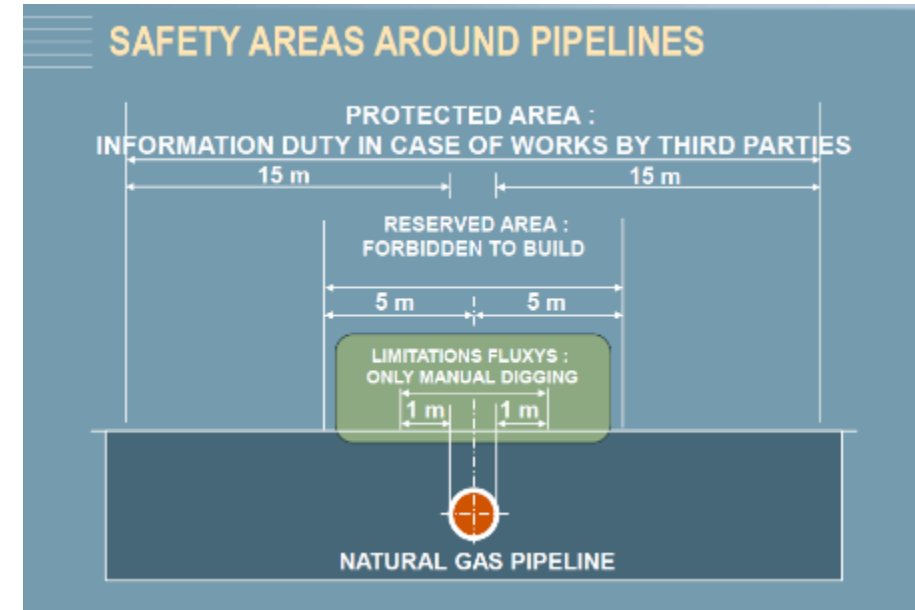 SAFETY AREAS AROUND PIPELINES
PROTECTED AREA :
INFORMATION DUTY IN CASE OF WORKS BY THIRD PARTIES
15 m 15 m
RESERVED AREA :
FORBIDDEN TO BUILD
5 m 5 m
LIMITATIONS FLUXYS :
ONLY MANUAL DIGGING
1 m 1 m
NATURAL GAS PIPELINE